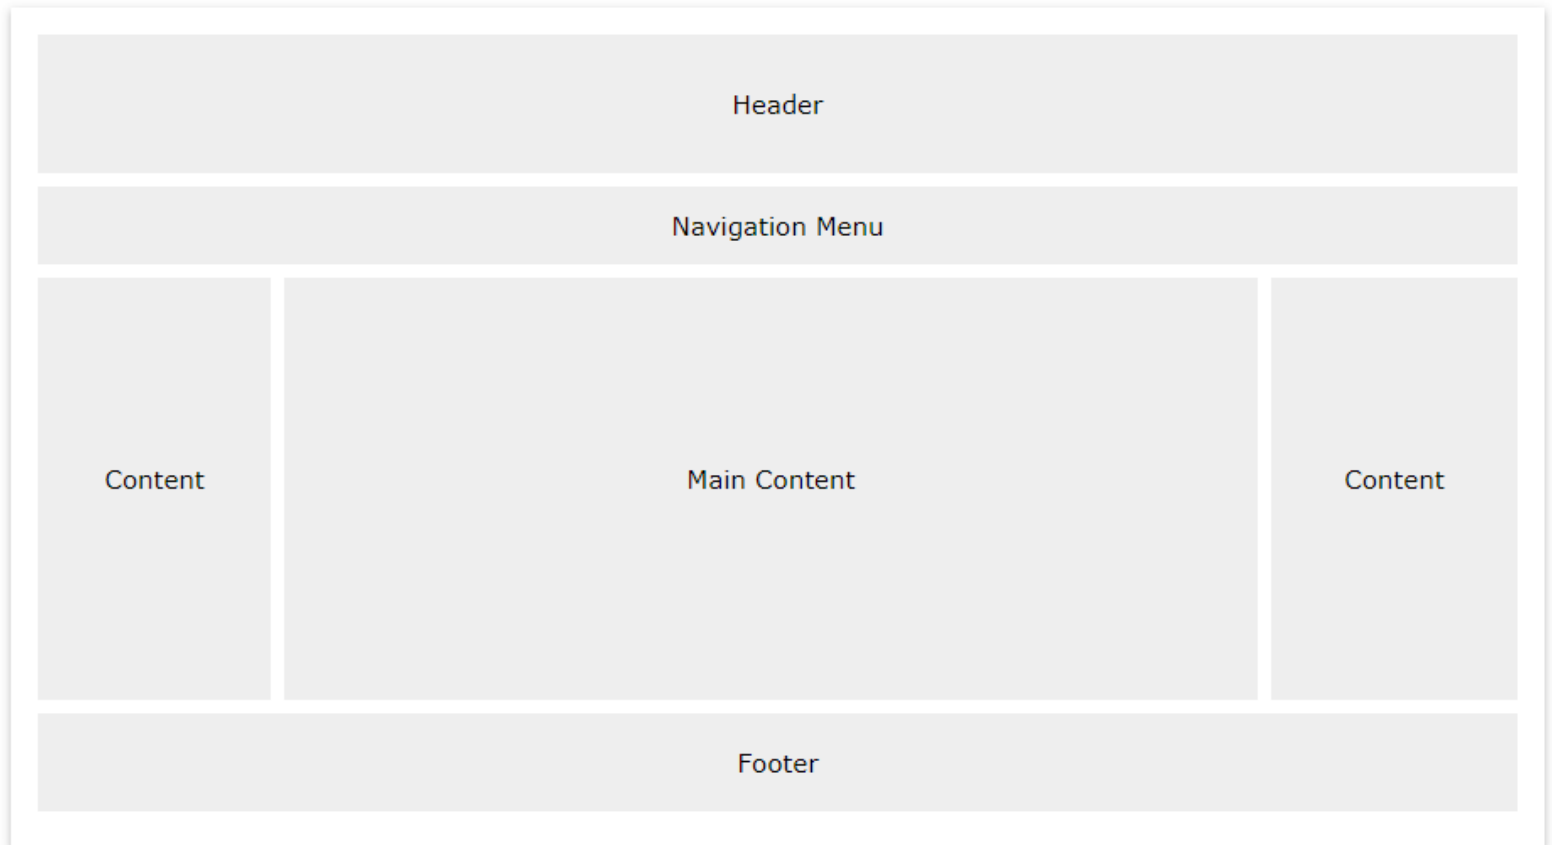 Header
Navigation Menu
Content
Main Content
Content
Footer